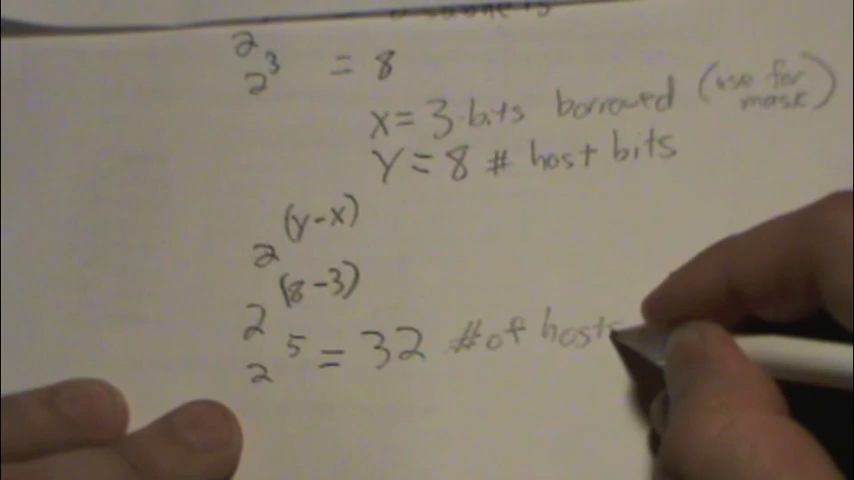 2
2³ = 8
X = 3 bits borrowed (use for mask)
Y = 8 # host bits
2^(y-x)
2^(8-3)
2^5 = 32 # of hosts